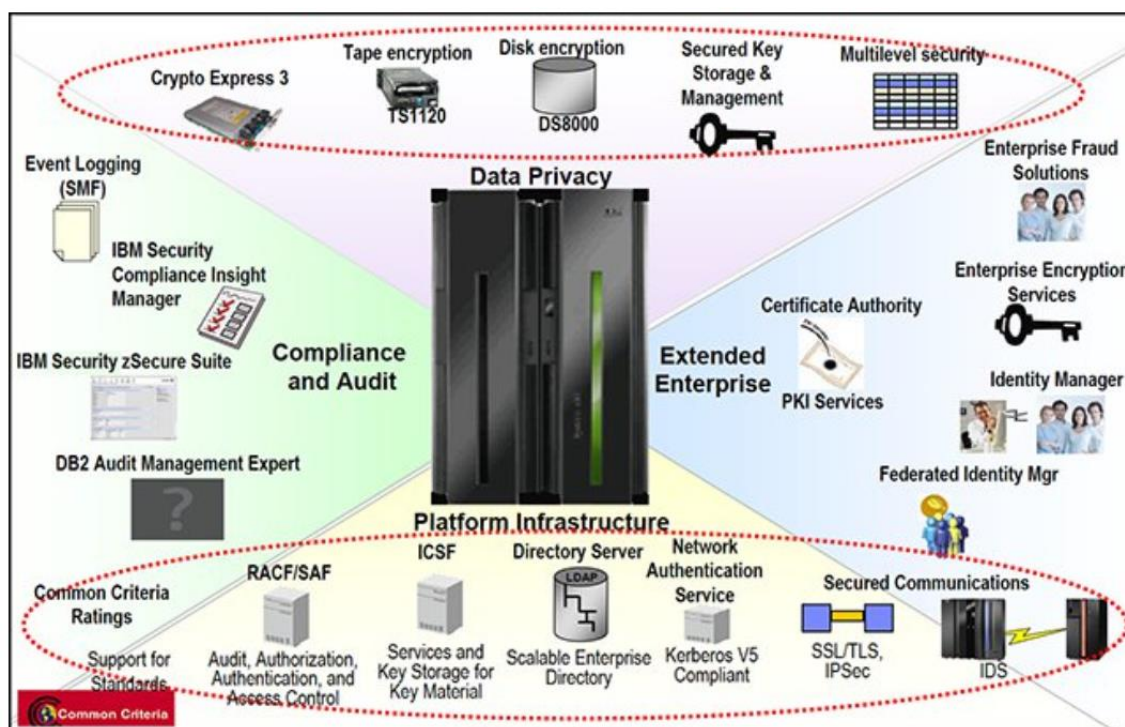 Crypto Express 3
Tape encryption
TS1120
Disk encryption
DS8000
Secured Key
Storage &
Management
Multilevel security
Data Privacy
Event Logging
(SMF)
IBM Security
Compliance Insight
Manager
IBM Security zSecure Suite
DB2 Audit Management Expert
?
Compliance
and Audit
Extended
Enterprise
Certificate Authority
PKI Services
Enterprise Fraud
Solutions
Enterprise Encryption
Services
Identity Manager
Federated Identity Mgr
Platform Infrastructure
Common Criteria
Ratings
Support for
Standards
Common Criteria
RACF/SAF
Audit, Authorization,
Authentication, and
Access Control
ICSF
Services and
Key Storage for
Key Material
Directory Server
LDAP
Scalable Enterprise
Directory
Network
Authentication
Service
Kerberos V5
Compliant
Secured Communications
SSL/TLS,
IPSec
IDS